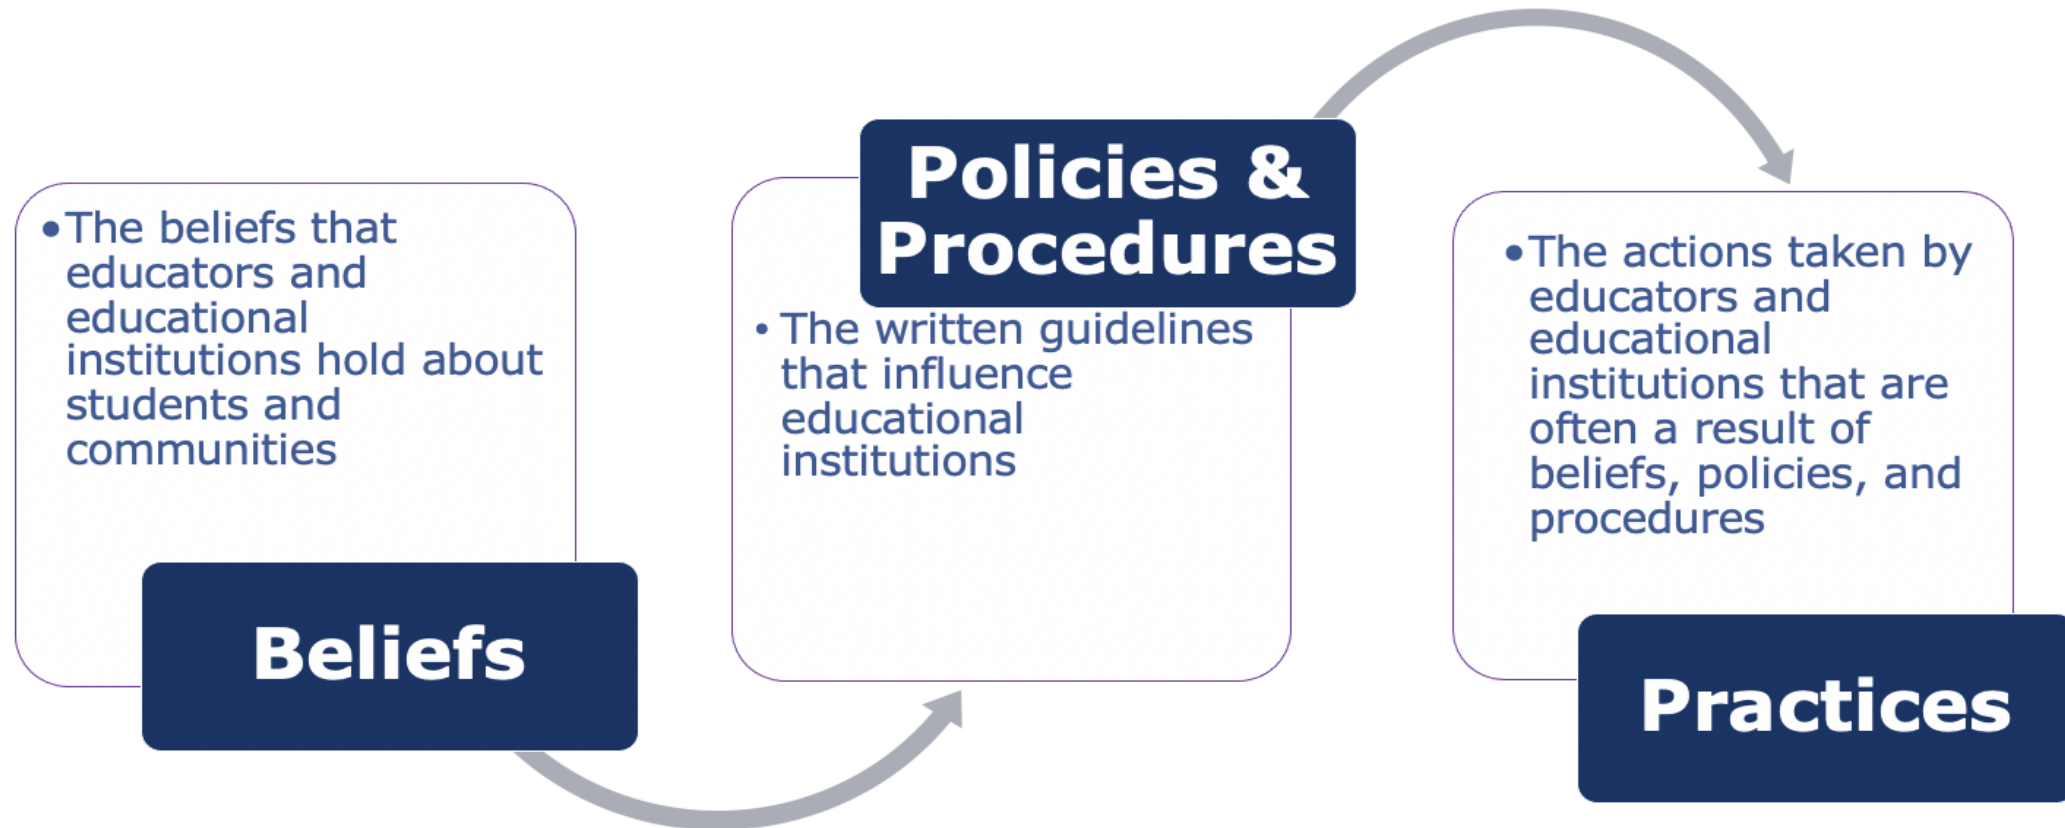 •The beliefs that
educators and
educational
institutions hold about
students and
communities
Beliefs
Policies &
Procedures
• The written guidelines
that influence
educational
institutions
•The actions taken by
educators and
educational
institutions that are
often a result of
beliefs, policies, and
procedures
Practices